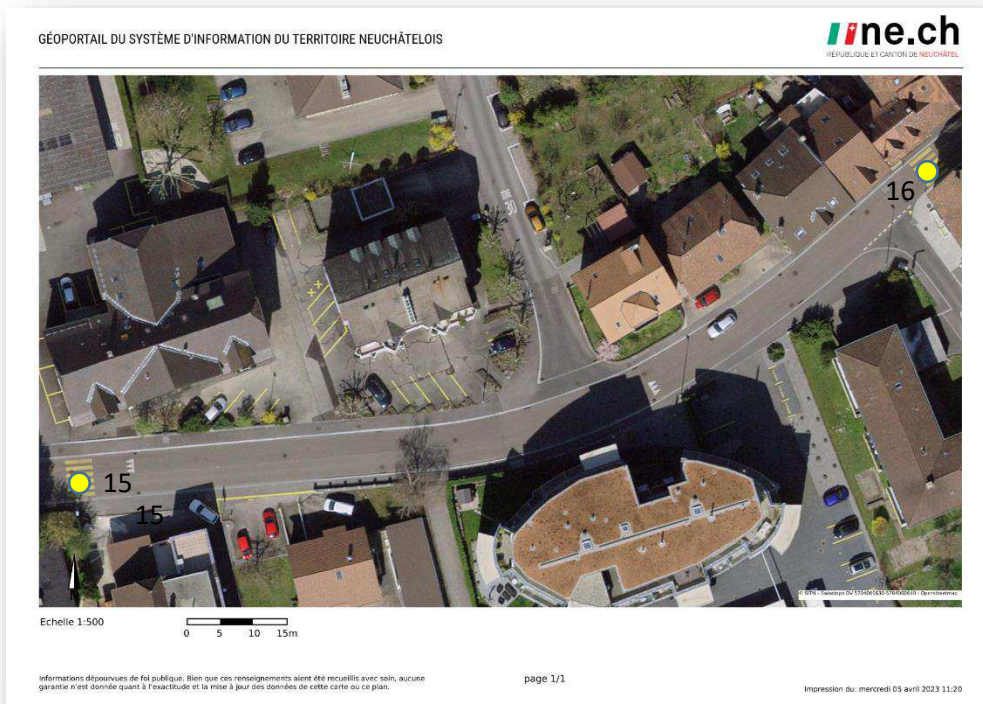 GÉOPORTAIL DU SYSTÈME D'INFORMATION DU TERRITOIRE NEUCHÂTELOIS
ne.ch
RÉPUBLIQUE ET CANTON DE NEUCHÂTEL
16
15
15
Echelle 1:500
0 5 10 15m
Informations dépourvues de foi publique. Bien que ces renseignements aient été recueillis avec soin, aucune
garantie n'est donnée quant à l'exactitude et la mise à jour des données de cette carte ou ce plan.
page 1/1
Impression du: mercredi 05 avril 2023 11:20